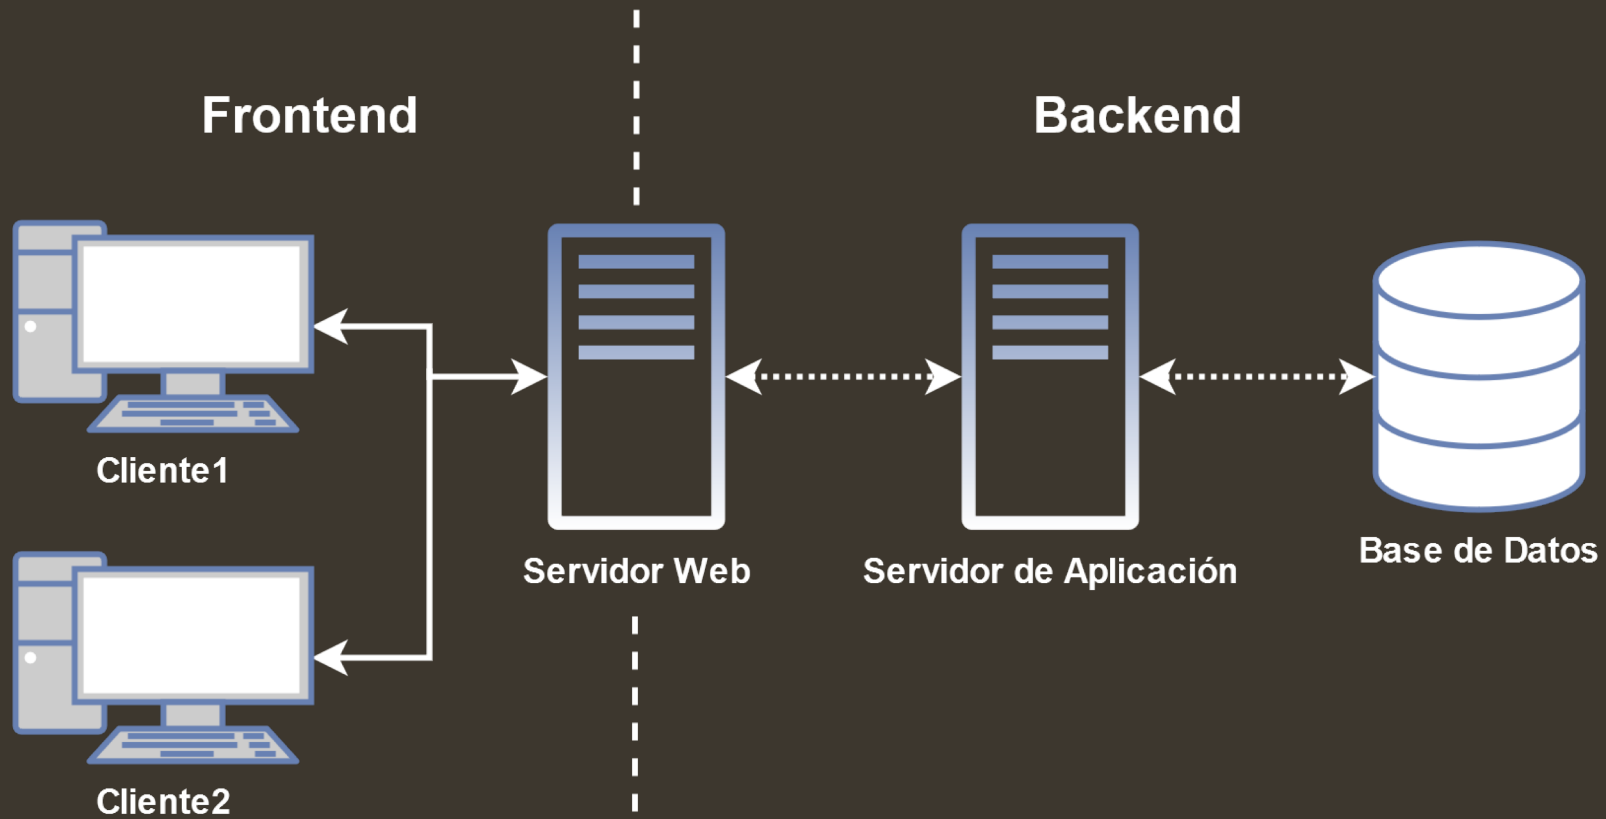 Frontend
Backend
Cliente1
Servidor Web
Servidor de Aplicación
Base de Datos
Cliente2